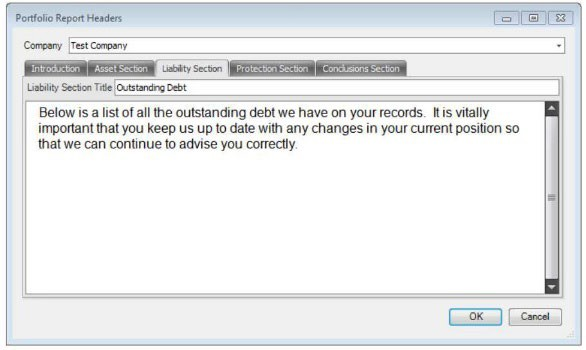 Portfolio Report Headers
Company Test Company
Introduction Asset Section Liability Section Protection Section Conclusions Section
Liability Section Title Outstanding Debt
Below is a list of all the outstanding debt we have on your records. It is vitally
important that you keep us up to date with any changes in your current position so
that we can continue to advise you correctly.
OK Cancel